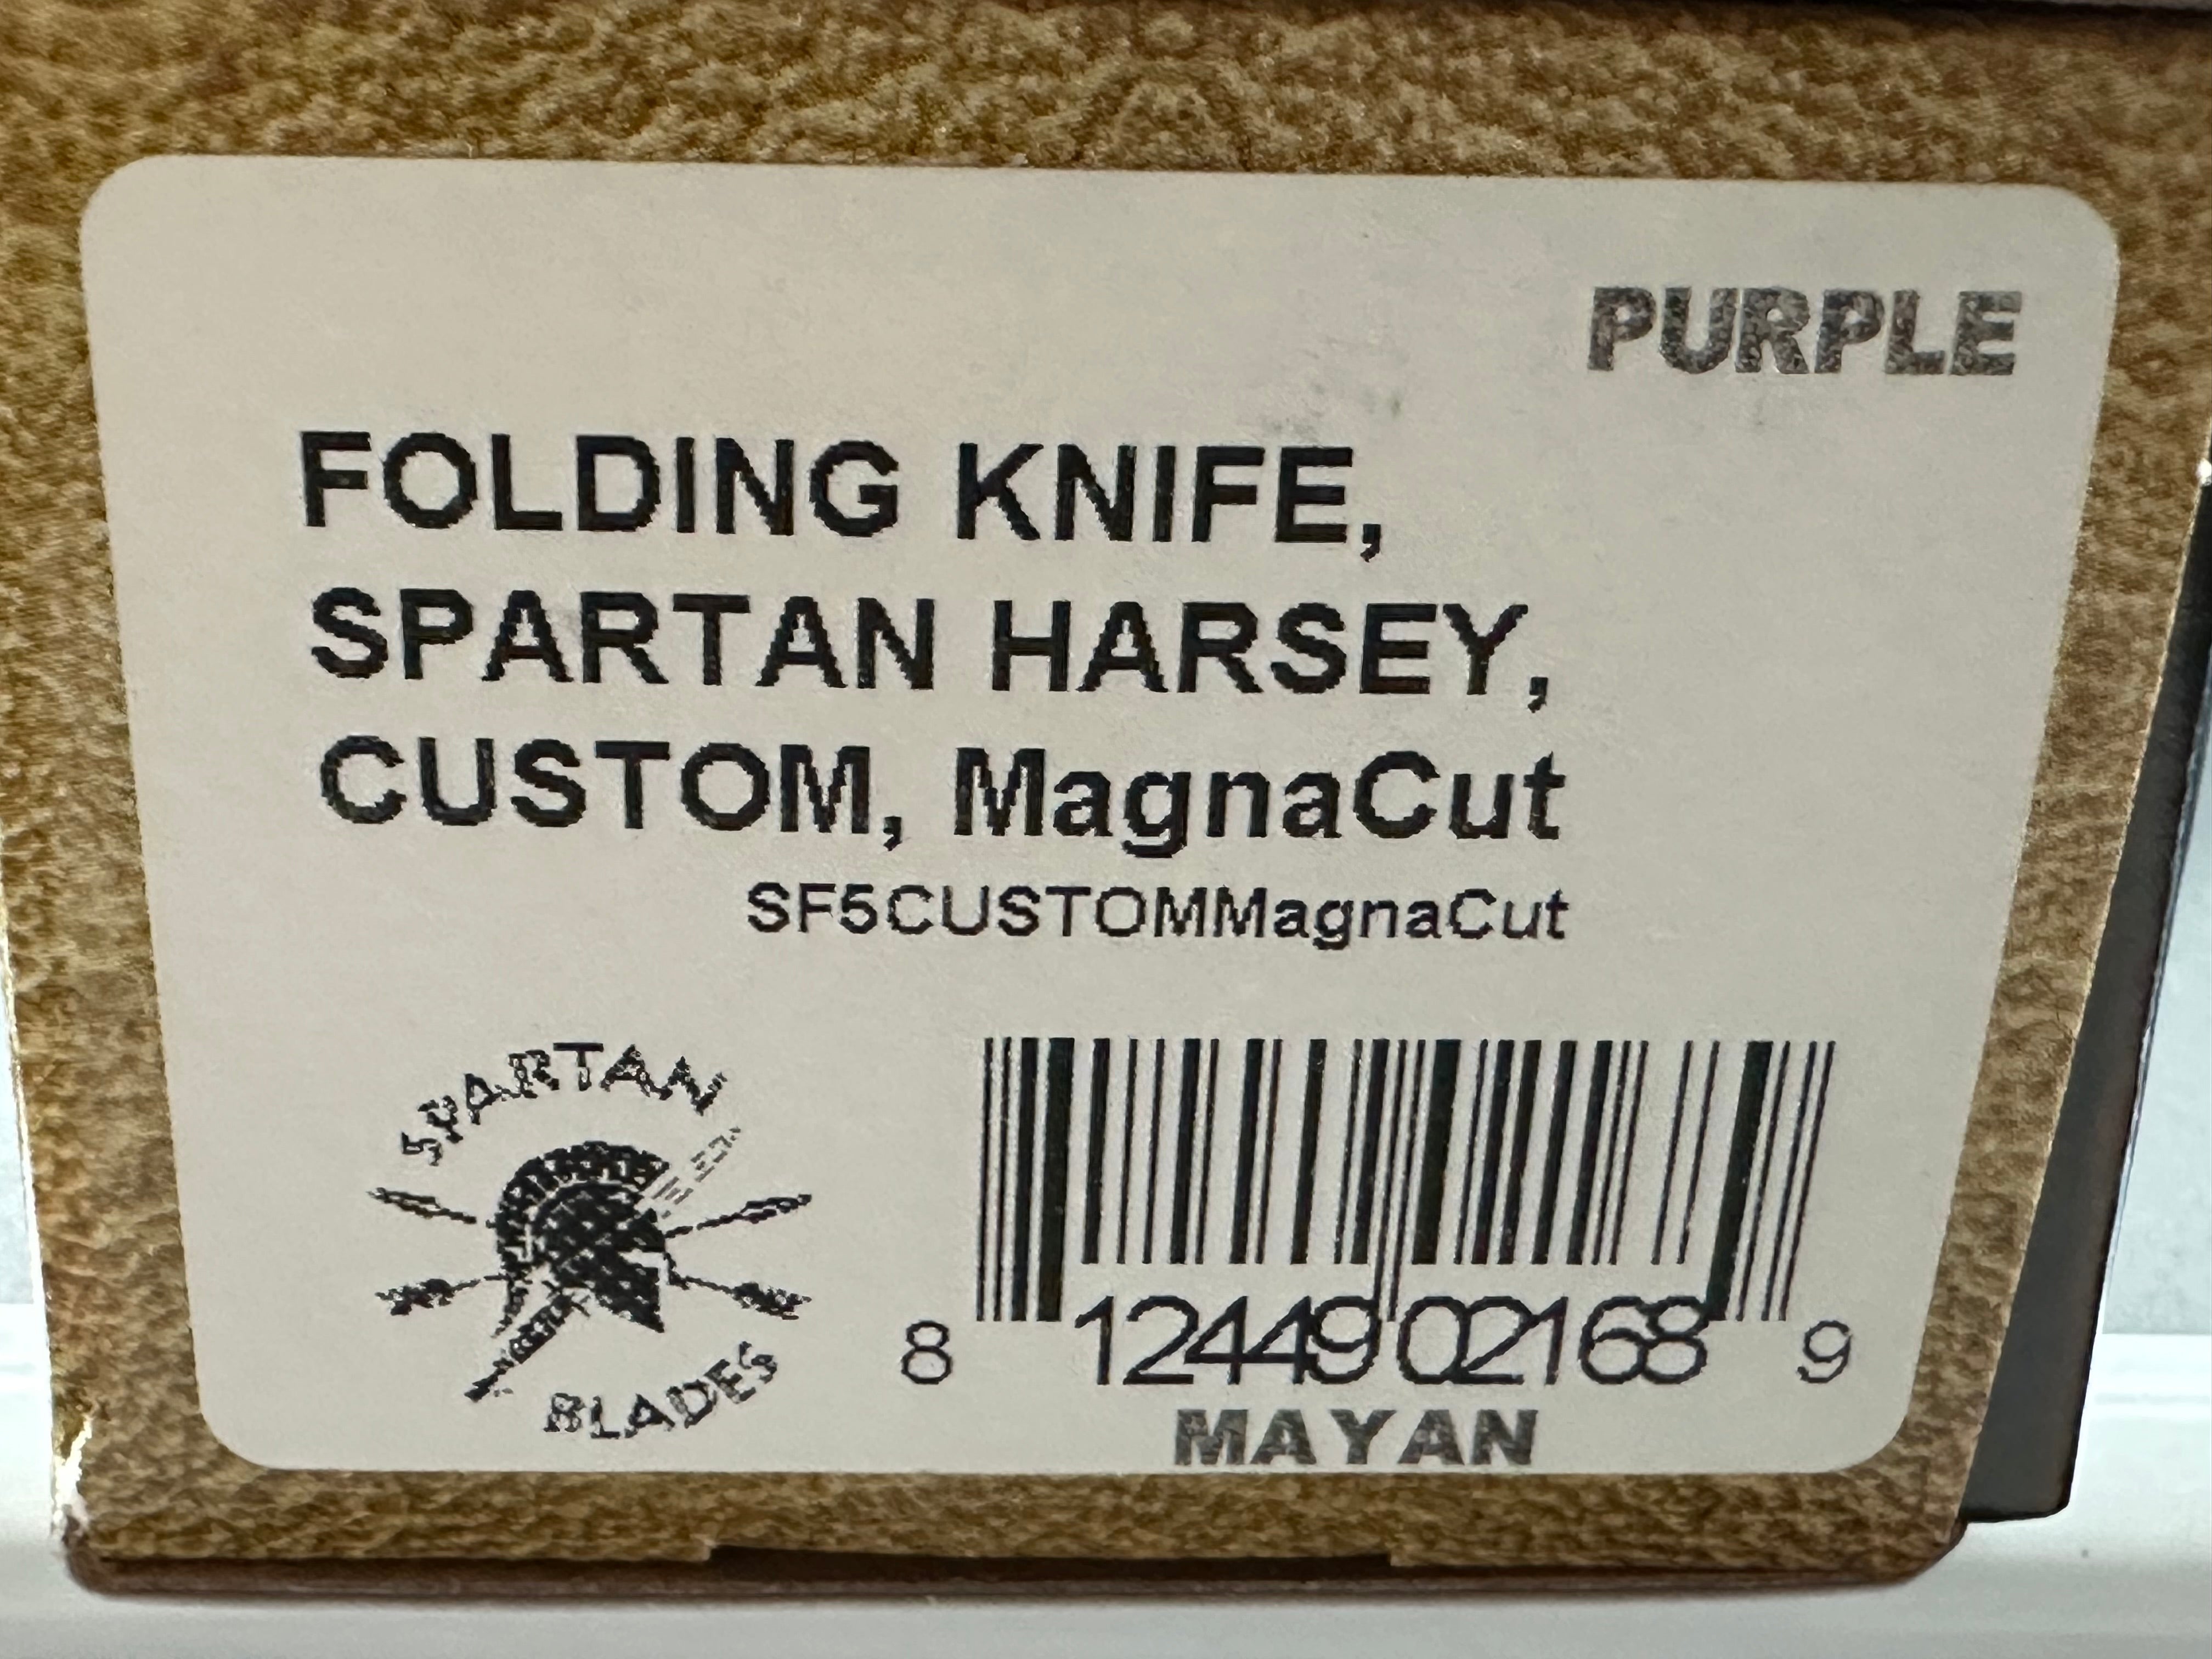 PURPLE
FOLDING KNIFE,
SPARTAN HARSEY,
CUSTOM, MagnaCut
SF5CUSTOMMagnaCut
SPARTAN
BLADES
8 12449 02168 9
MAYAN